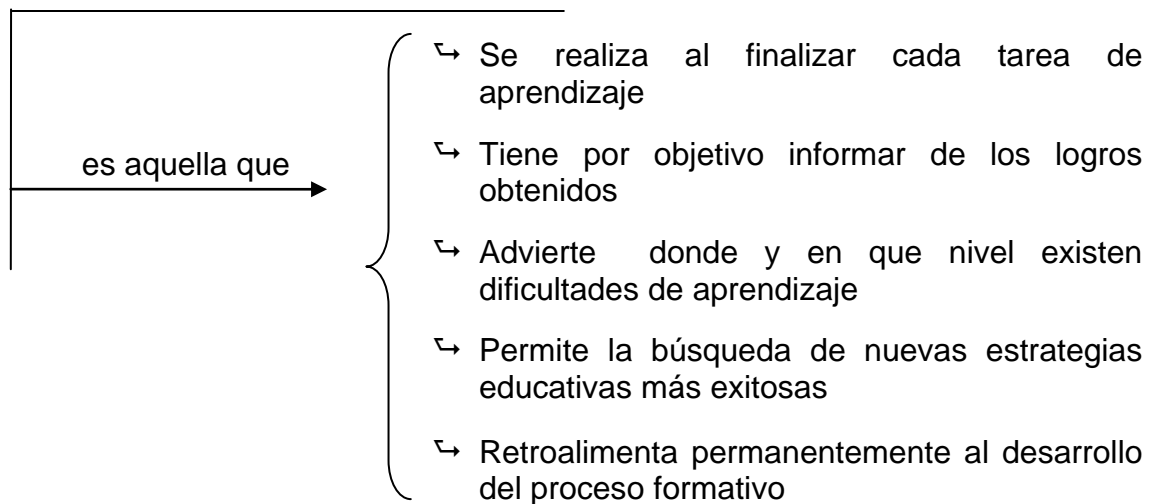 es aquella que
↪ Se realiza al finalizar cada tarea de
aprendizaje
↪ Tiene por objetivo informar de los logros
obtenidos
↪ Advierte donde y en que nivel existen
dificultades de aprendizaje
↪ Permite la búsqueda de nuevas estrategias
educativas más exitosas
↪ Retroalimenta permanentemente al desarrollo
del proceso formativo